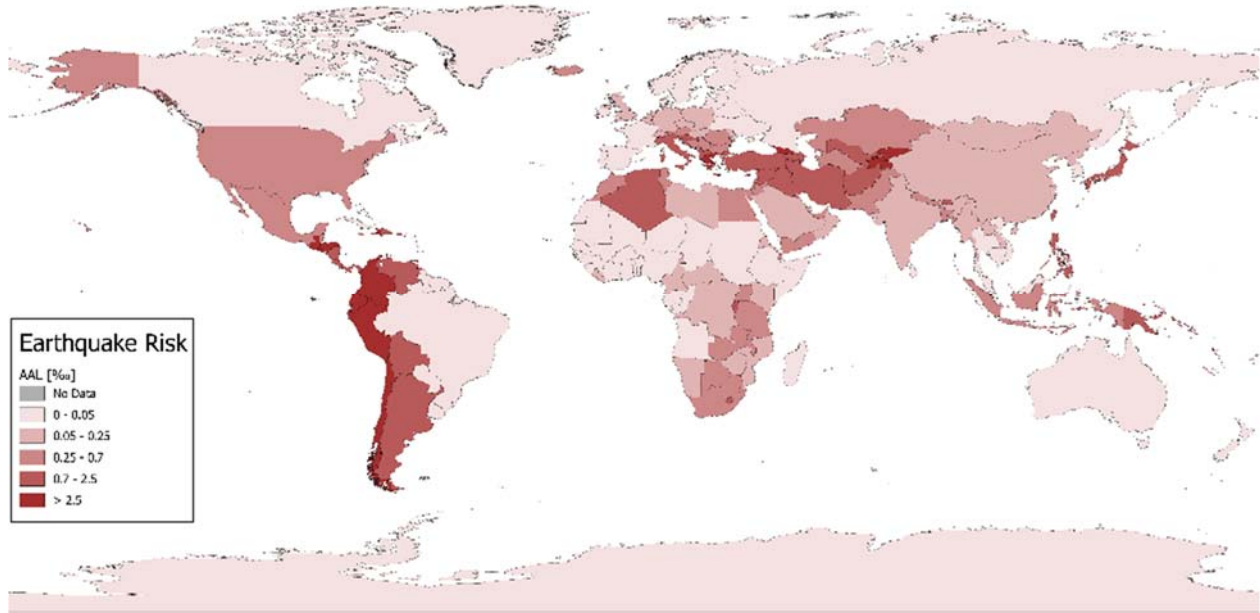 Earthquake Risk
AAL [‱]
No Data
0 - 0.05
0.05 - 0.25
0.25 - 0.7
0.7 - 2.5
> 2.5